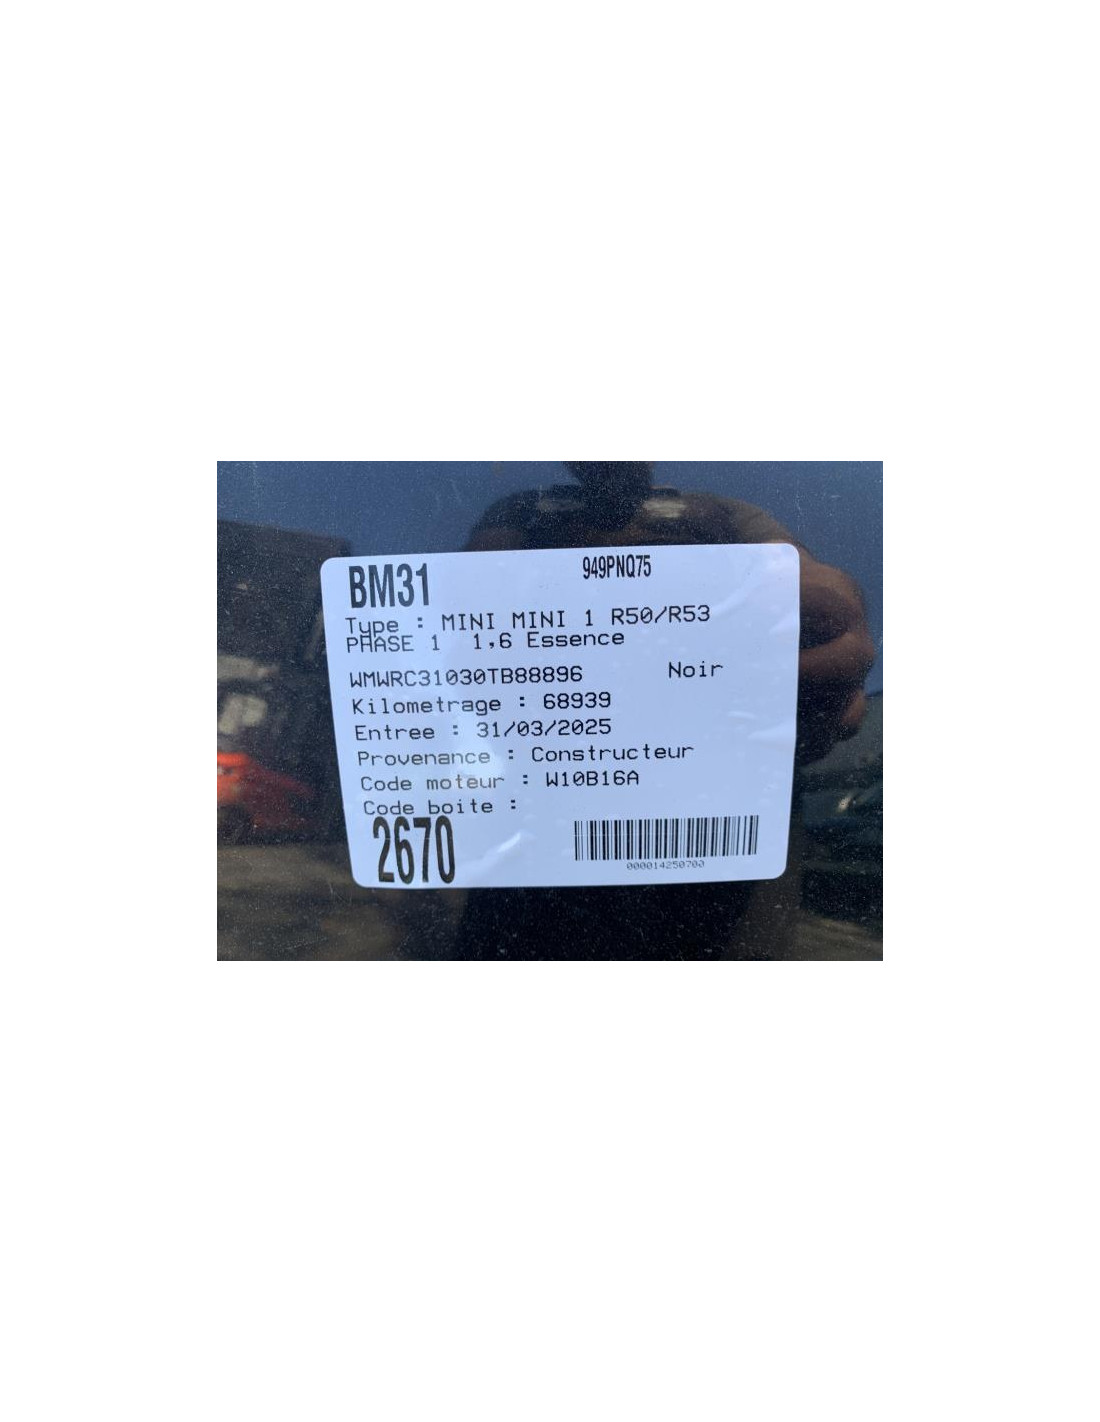 BM31
949PNQ75
Type : MINI MINI 1 R50/R53
PHASE 1 1,6 Essence
WMWRC31030TB88896 Noir
Kilometrage : 68939
Entree : 31/03/2025
Provenance : Constructeur
Code moteur : W10B16A
Code boite :
2670
000014250700